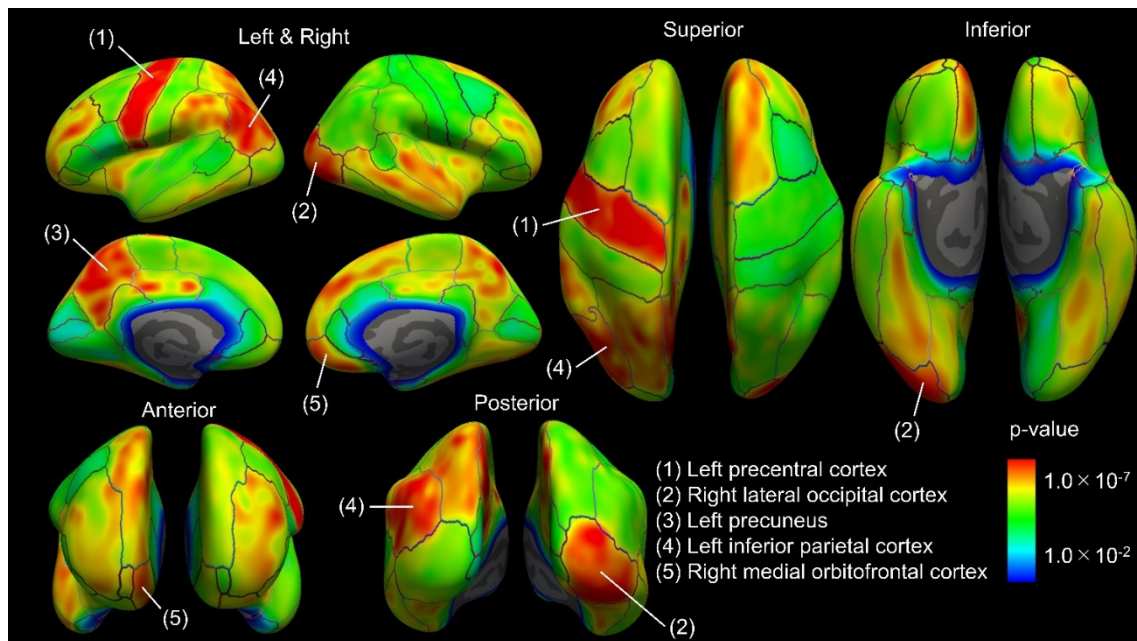 Left & Right
Superior
Inferior
(1)
(4)
(2)
(3)
(5)
(1)
(4)
(2)
Anterior
Posterior
(5)
(4)
(2)
p-value
1.0 × 10⁻⁷
1.0 × 10⁻²
(1) Left precentral cortex
(2) Right lateral occipital cortex
(3) Left precuneus
(4) Left inferior parietal cortex
(5) Right medial orbitofrontal cortex